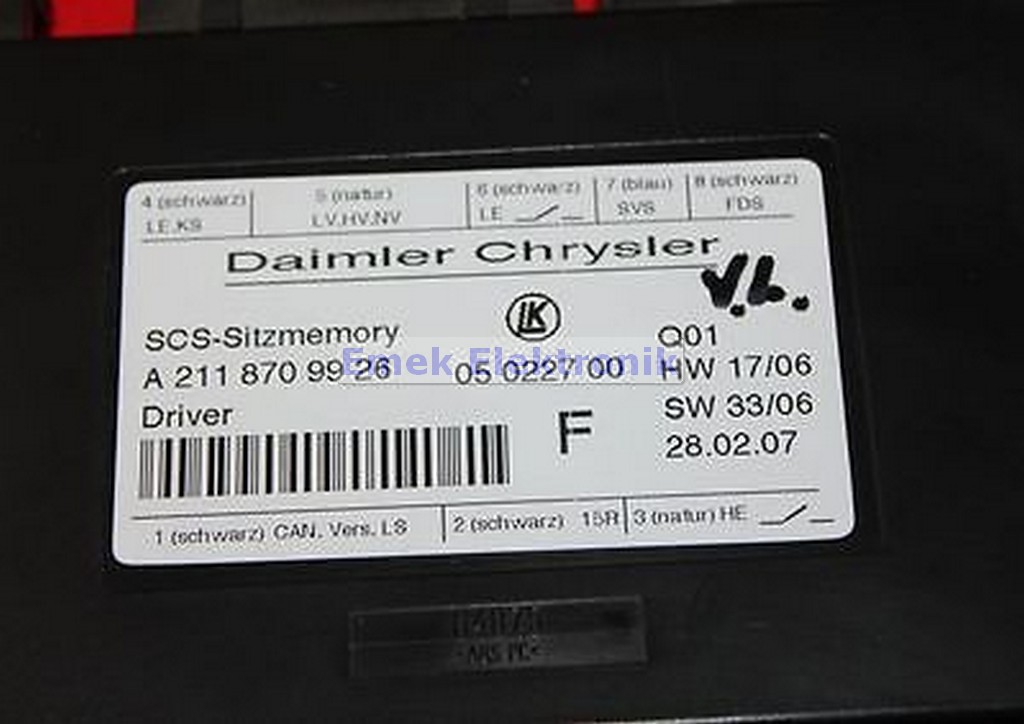 4 (schwarz) 5 (natur) 6 (schwarz) 7 (blau) 8 (schwarz)
LE.KS LV.HV.NV LE SVS FDS
Daimler Chrysler
V.L.
LK
SCS-Sitzmemory Q01
Emek Elektronik
A 211 870 99 26 05 0227 00 HW 17/06
Driver F SW 33/06
28.02.07
1 (schwarz) CAN. Vers. LS 2 (schwarz) 15R 3 (natur) HE